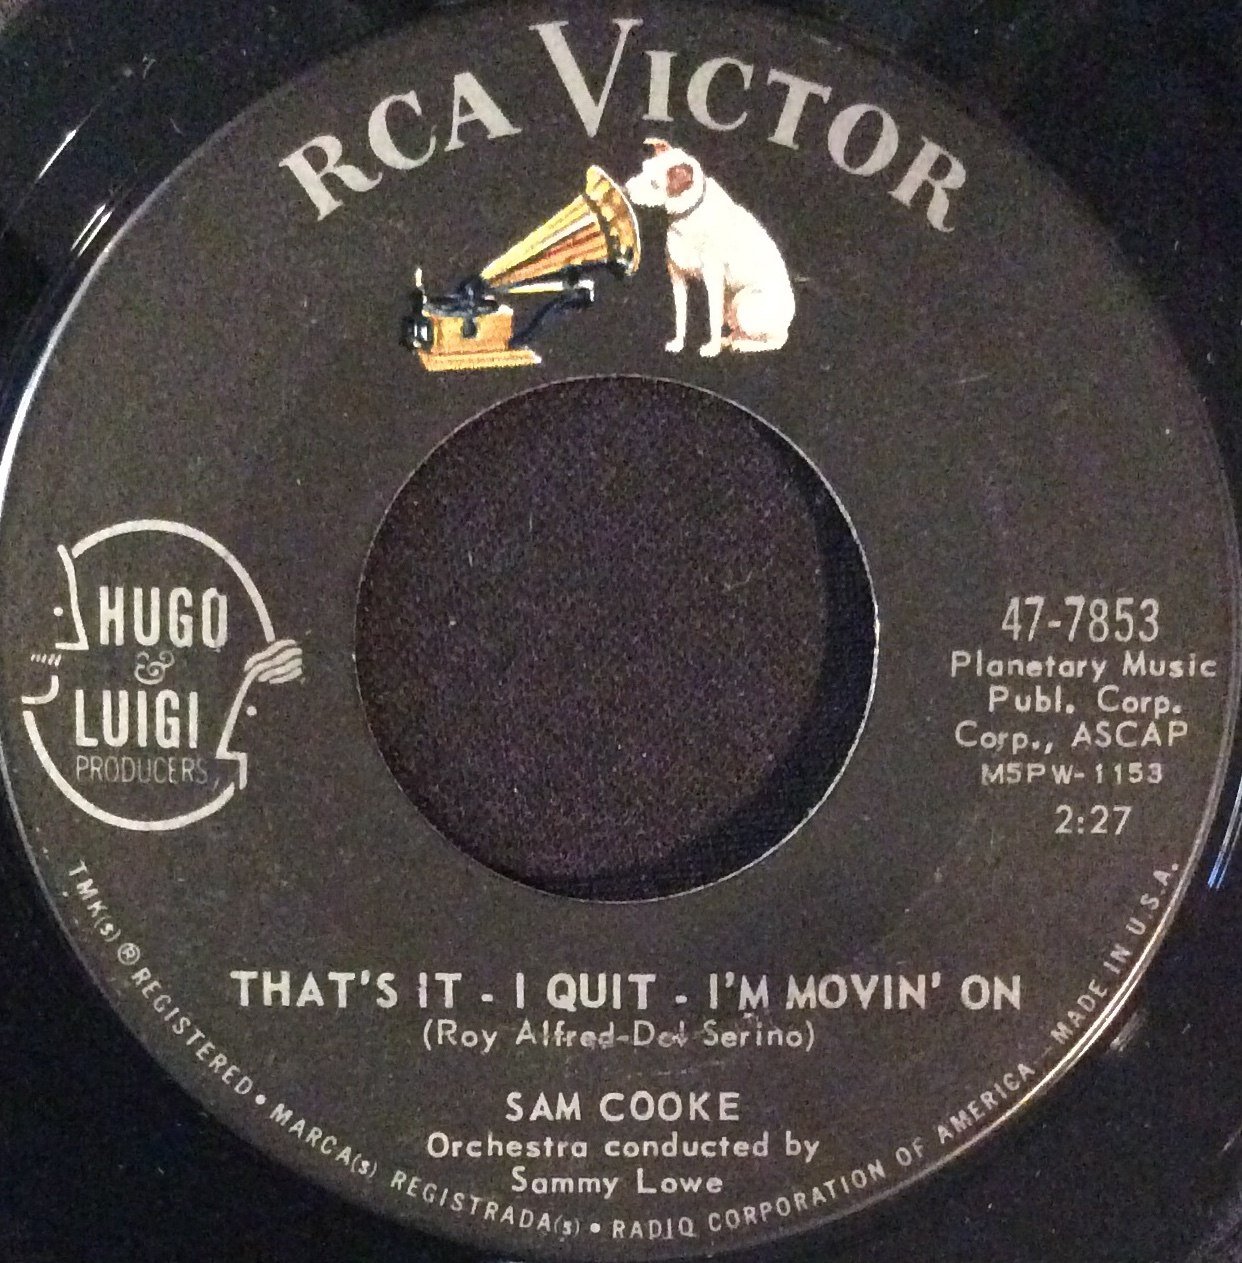 RCA VICTOR
HUGO
&
LUIGI
PRODUCERS
47-7853
Planetary Music
Publ. Corp.
Corp., ASCAP
M5PW-1153
2:27
THAT'S IT - I QUIT - I'M MOVIN' ON
(Roy Alfred-Del Serino)
SAM COOKE
Orchestra conducted by
Sammy Lowe
TMK(s) ® REGISTERED • MARCA(s) REGISTRADA(s) • RADIO CORPORATION OF AMERICA - MADE IN U.S.A.